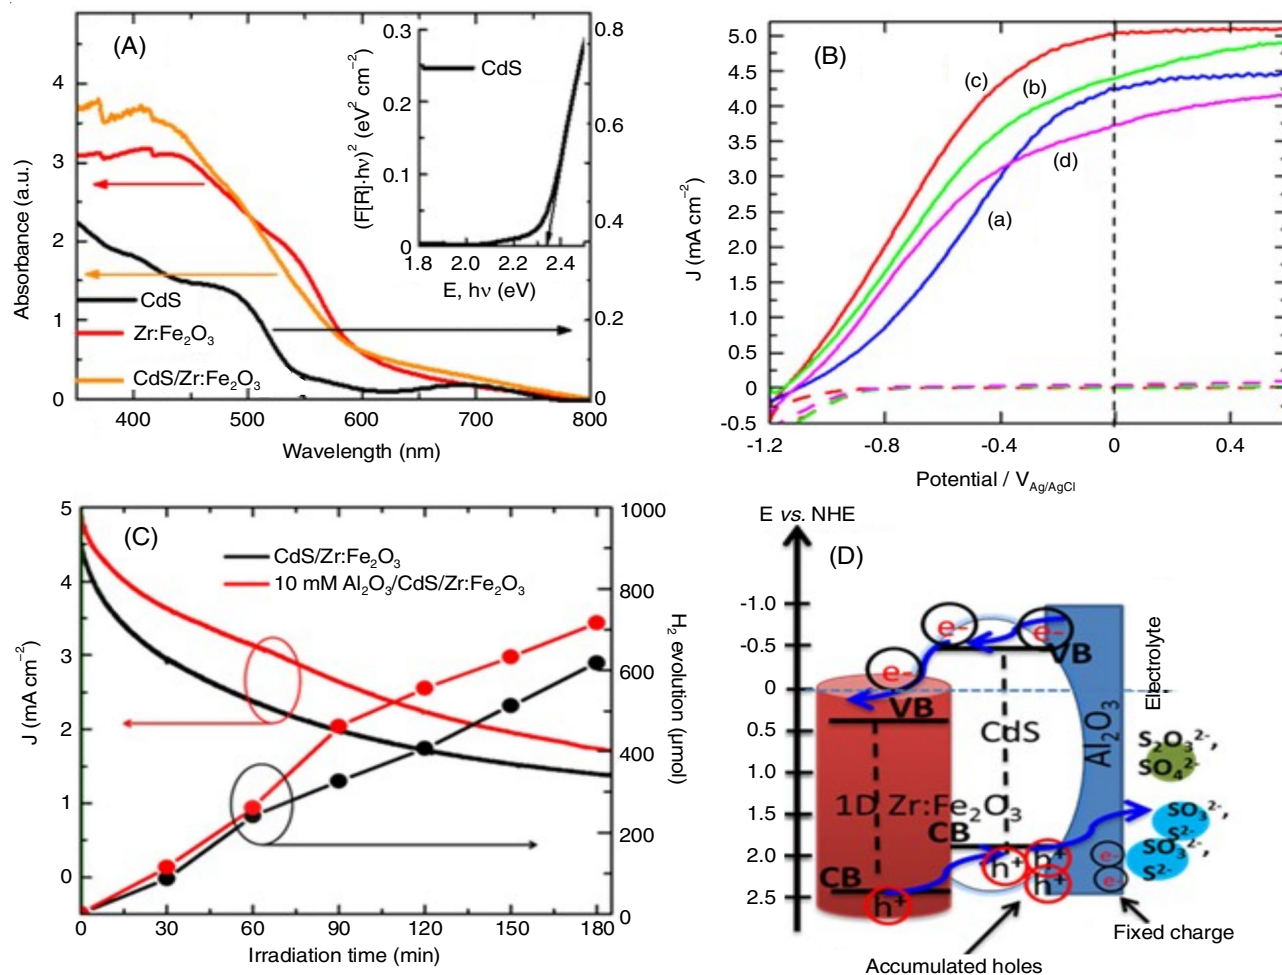 (A)
0.8
0.6
0.4
0.2
0
4
3
2
1
0
Absorbance (a.u.)
400
500
600
700
800
Wavelength (nm)
CdS
Zr:Fe₂O₃
CdS/Zr:Fe₂O₃
0.3
0.2
0.1
0
(F[R]·hν)² (eV² cm⁻²)
CdS
1.8
2.0
2.2
2.4
E, hν (eV)
(B)
5.0
4.5
4.0
3.5
3.0
2.5
2.0
1.5
1.0
0.5
0
-0.5
J (mA cm⁻²)
(c)
(b)
(d)
(a)
-1.2
-0.8
-0.4
0
0.4
Potential / V_Ag/AgCl
(C)
5
4
3
2
1
0
J (mA cm⁻²)
CdS/Zr:Fe₂O₃
10 mM Al₂O₃/CdS/Zr:Fe₂O₃
1000
800
600
400
200
0
H₂ evolution (µmol)
0
30
60
90
120
150
180
Irradiation time (min)
E vs. NHE
(D)
-1.0
-0.5
0
0.5
1.0
1.5
2.0
2.5
e-
e-
e-
VB
VB
CdS
1D Zr:Fe₂O₃
CB
CB
h⁺
h⁺
h⁺
h⁺
Al₂O₃
e-
e-
Electrolyte
S₂O₃²⁻,
SO₄²⁻
SO₃²⁻,
S²⁻
SO₃²⁻,
S²⁻
Fixed charge
Accumulated holes